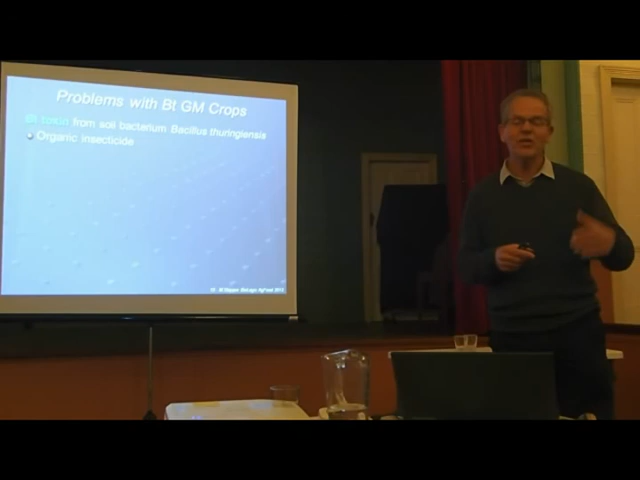 Problems with Bt GM Crops
Bt toxin from soil bacterium Bacillus thuringiensis
Organic insecticide